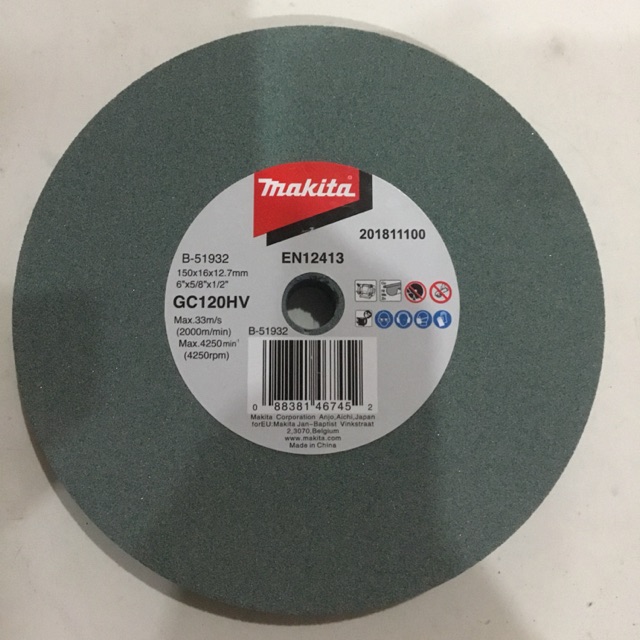 makita
201811100
B-51932
EN12413
150x16x12.7mm
6"x5/8"x1/2"
GC120HV
Max.33m/s
(2000m/min)
B-51932
Max.4250min⁻¹
(4250rpm)
0 88381 46745 2
Makita Corporation Anjo,Aichi,Japan
forEU:Makita Jan-Baptist Vinkstraat
2,3070,Belgium
www.makita.com
Made in China